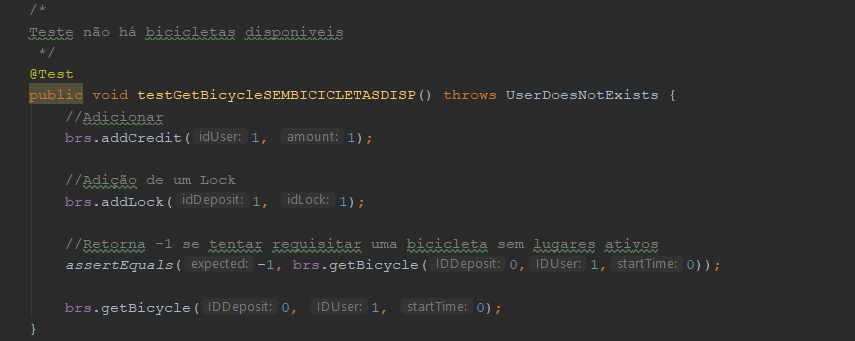 /*
Teste não há bicicletas disponiveis
*/
@Test
public void testGetBicycleSEMBICICLETASDISP() throws UserDoesNotExists {
//Adicionar
brs.addCredit( idUser: 1, amount: 1);
//Adição de um Lock
brs.addLock( idDeposit: 1, idLock: 1);
//Retorna -1 se tentar requisitar uma bicicleta sem lugares ativos
assertEquals( expected: -1, brs.getBicycle( IDDeposit: 0, IDUser: 1, startTime: 0));
brs.getBicycle( IDDeposit: 0, IDUser: 1, startTime: 0);
}